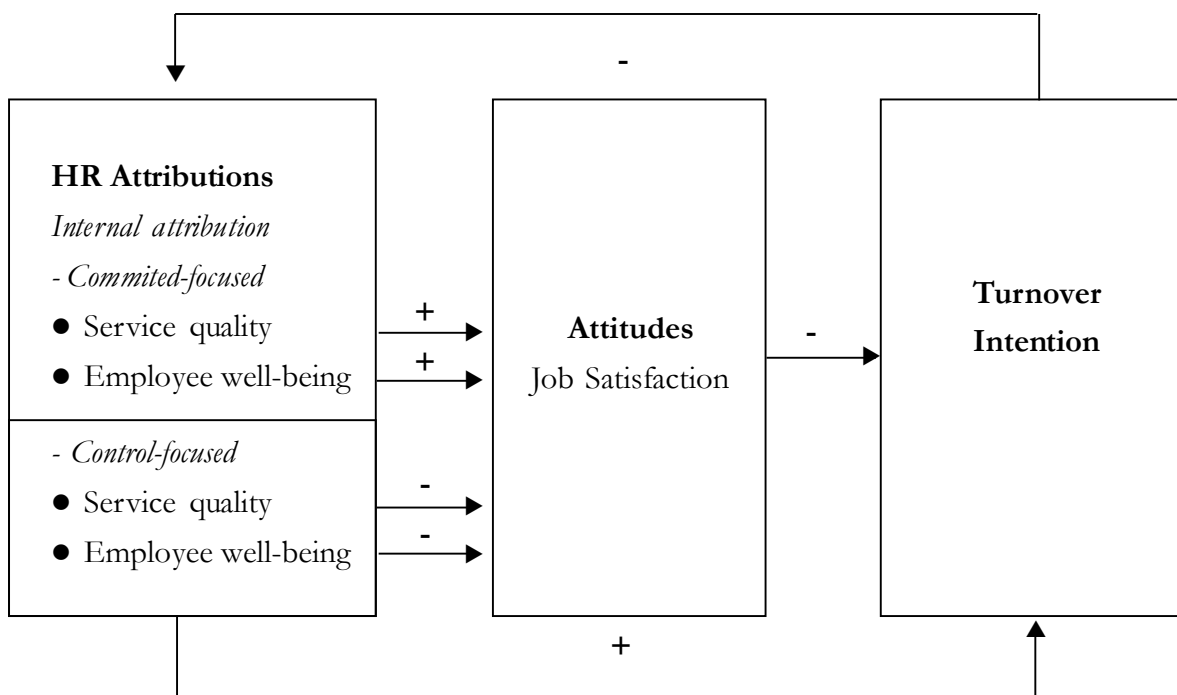 -
HR Attributions
Internal attribution
- Commited-focused
● Service quality
● Employee well-being
- Control-focused
● Service quality
● Employee well-being
+
+
-
-
Attitudes
Job Satisfaction
-
Turnover
Intention
+